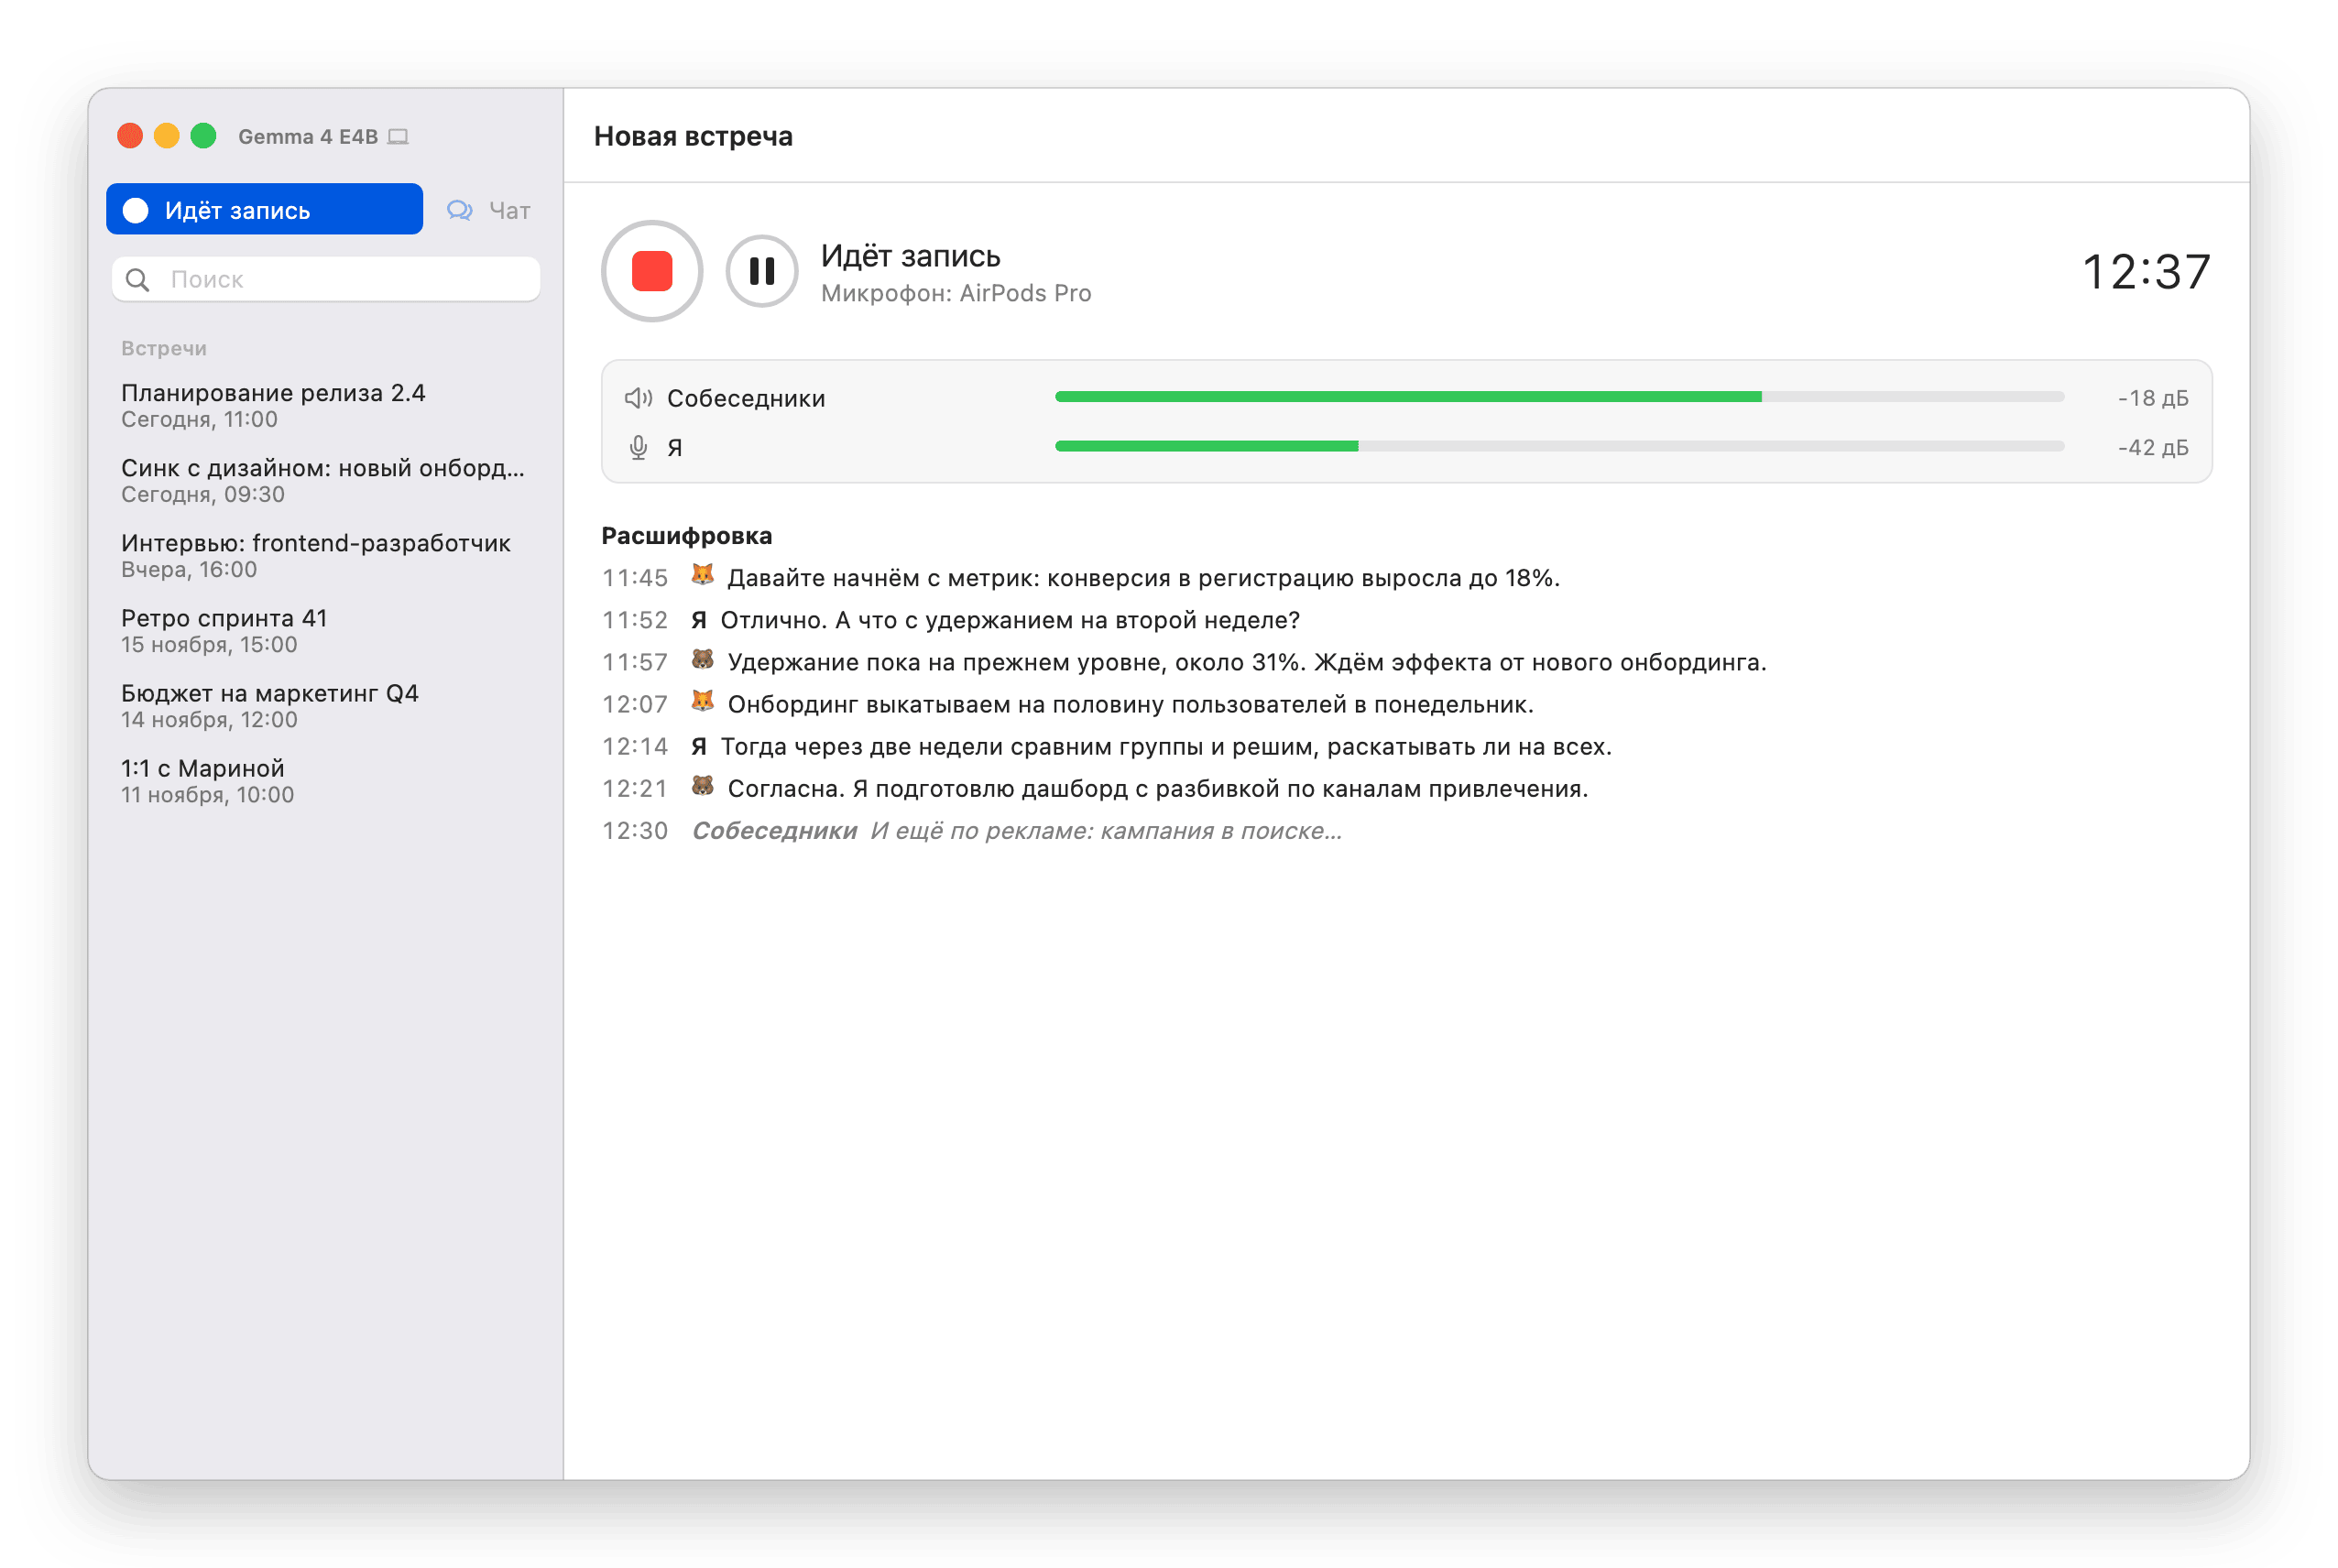 Gemma 4 E4B
Идёт запись
Чат
Поиск
Встречи
Планирование релиза 2.4
Сегодня, 11:00
Синк с дизайном: новый онборд...
Сегодня, 09:30
Интервью: frontend-разработчик
Вчера, 16:00
Ретро спринта 41
15 ноября, 15:00
Бюджет на маркетинг Q4
14 ноября, 12:00
1:1 с Мариной
11 ноября, 10:00
Новая встреча
Идёт запись
Микрофон: AirPods Pro
12:37
Собеседники -18 дБ
Я -42 дБ
Расшифровка
11:45 🦊 Давайте начнём с метрик: конверсия в регистрацию выросла до 18%.
11:52 Я Отлично. А что с удержанием на второй неделе?
11:57 🐻 Удержание пока на прежнем уровне, около 31%. Ждём эффекта от нового онбординга.
12:07 🦊 Онбординг выкатываем на половину пользователей в понедельник.
12:14 Я Тогда через две недели сравним группы и решим, раскатывать ли на всех.
12:21 🐻 Согласна. Я подготовлю дашборд с разбивкой по каналам привлечения.
12:30 Собеседники И ещё по рекламе: кампания в поиске...